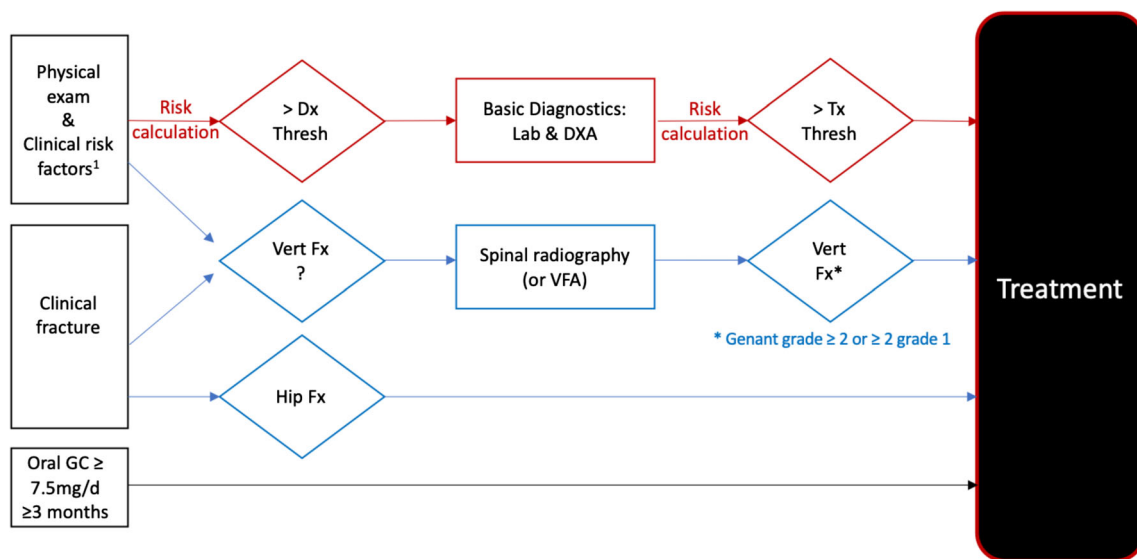 Physical
exam
&
Clinical risk
factors¹
Risk
calculation
> Dx
Thresh
Basic Diagnostics:
Lab & DXA
Risk
calculation
> Tx
Thresh
Vert Fx
?
Spinal radiography
(or VFA)
Vert
Fx*
* Genant grade ≥ 2 or ≥ 2 grade 1
Clinical
fracture
Hip Fx
Oral GC ≥
7.5mg/d
≥3 months
Treatment